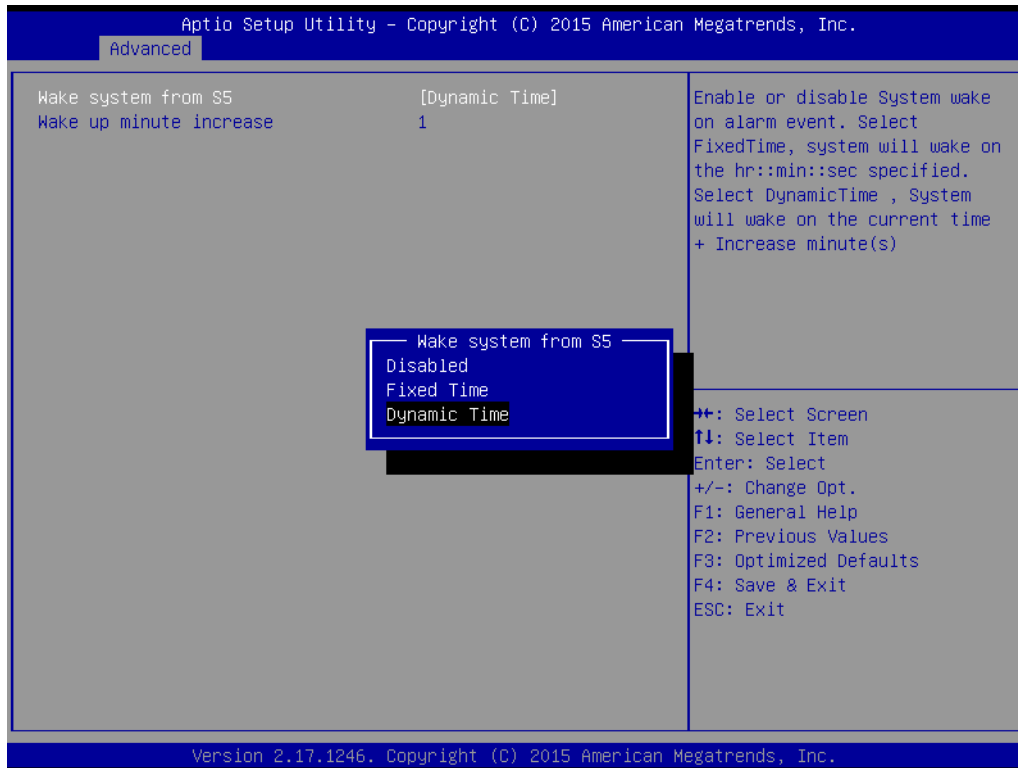 Aptio Setup Utility – Copyright (C) 2015 American Megatrends, Inc.
Advanced
Wake system from S5 [Dynamic Time]
Wake up minute increase 1
Enable or disable System wake
on alarm event. Select
FixedTime, system will wake on
the hr::min::sec specified.
Select DynamicTime , System
will wake on the current time
+ Increase minute(s)
Wake system from S5
Disabled
Fixed Time
Dynamic Time
→←: Select Screen
↑↓: Select Item
Enter: Select
+/-: Change Opt.
F1: General Help
F2: Previous Values
F3: Optimized Defaults
F4: Save & Exit
ESC: Exit
Version 2.17.1246. Copyright (C) 2015 American Megatrends, Inc.